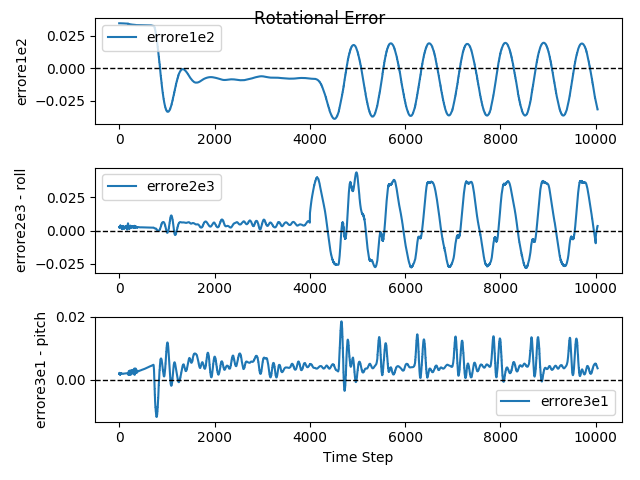 Rotational Error
errore1e2
0.025
0.000
−0.025
errore1e2
0 2000 4000 6000 8000 10000
errore2e3 - roll
0.025
0.000
−0.025
errore2e3
0 2000 4000 6000 8000 10000
errore3e1 - pitch
0.02
0.00
errore3e1
0 2000 4000 6000 8000 10000
Time Step